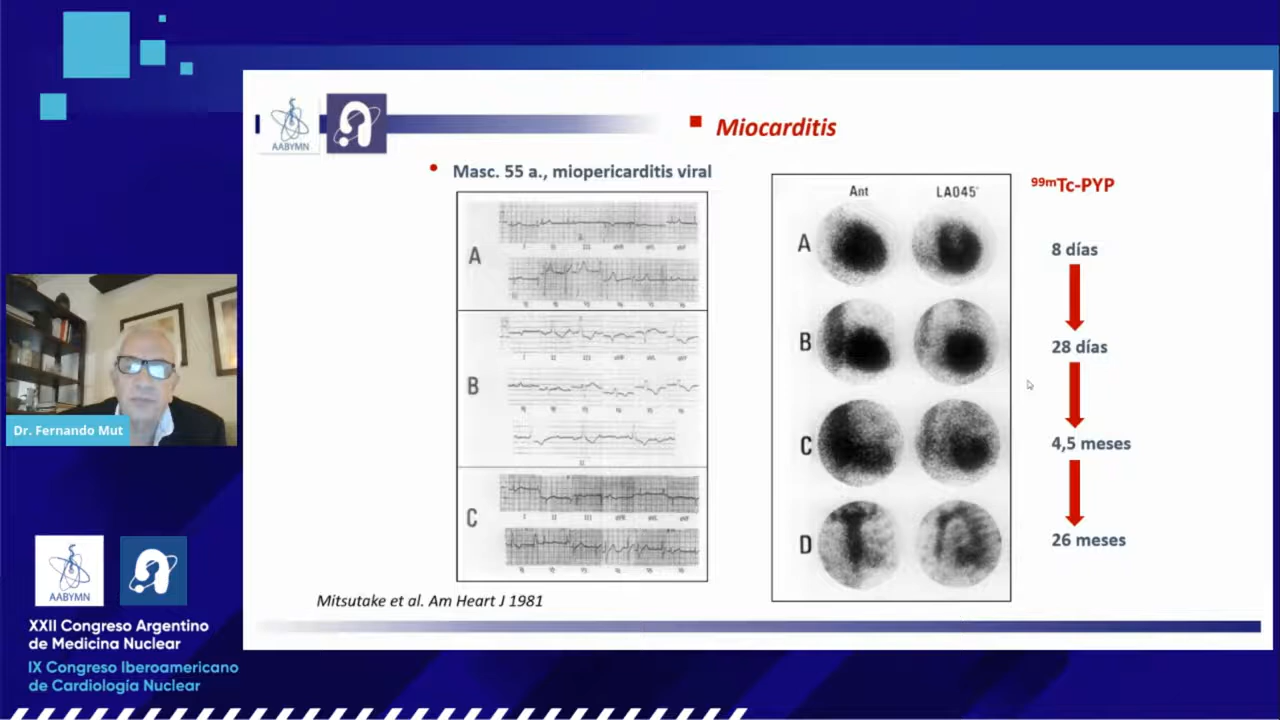 AABYMN
Miocarditis
Masc. 55 a., miopericarditis viral
A
B
C
Ant
LAO45°
A
B
C
D
99mTc-PYP
8 días
28 días
4,5 meses
26 meses
Mitsutake et al. Am Heart J 1981
Dr. Fernando Mut
AABYMN
XXII Congreso Argentino
de Medicina Nuclear
IX Congreso Iberoamericano
de Cardiología Nuclear